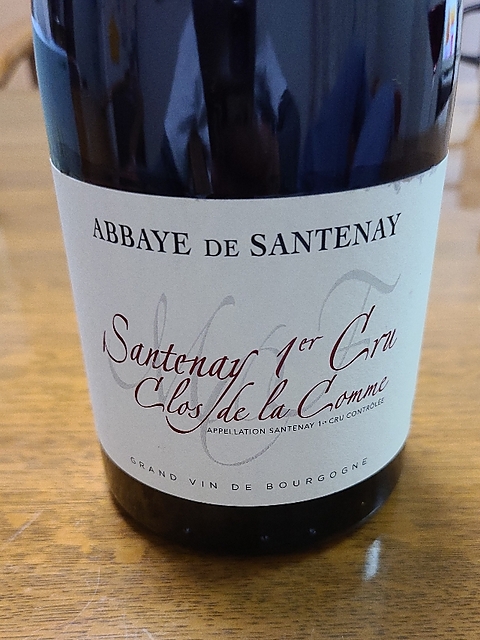 ABBAYE DE SANTENAY
Santenay 1er Cru
Clos de la Comme
APPELLATION SANTENAY 1er CRU CONTRÔLÉE
GRAND VIN DE BOURGOGNE